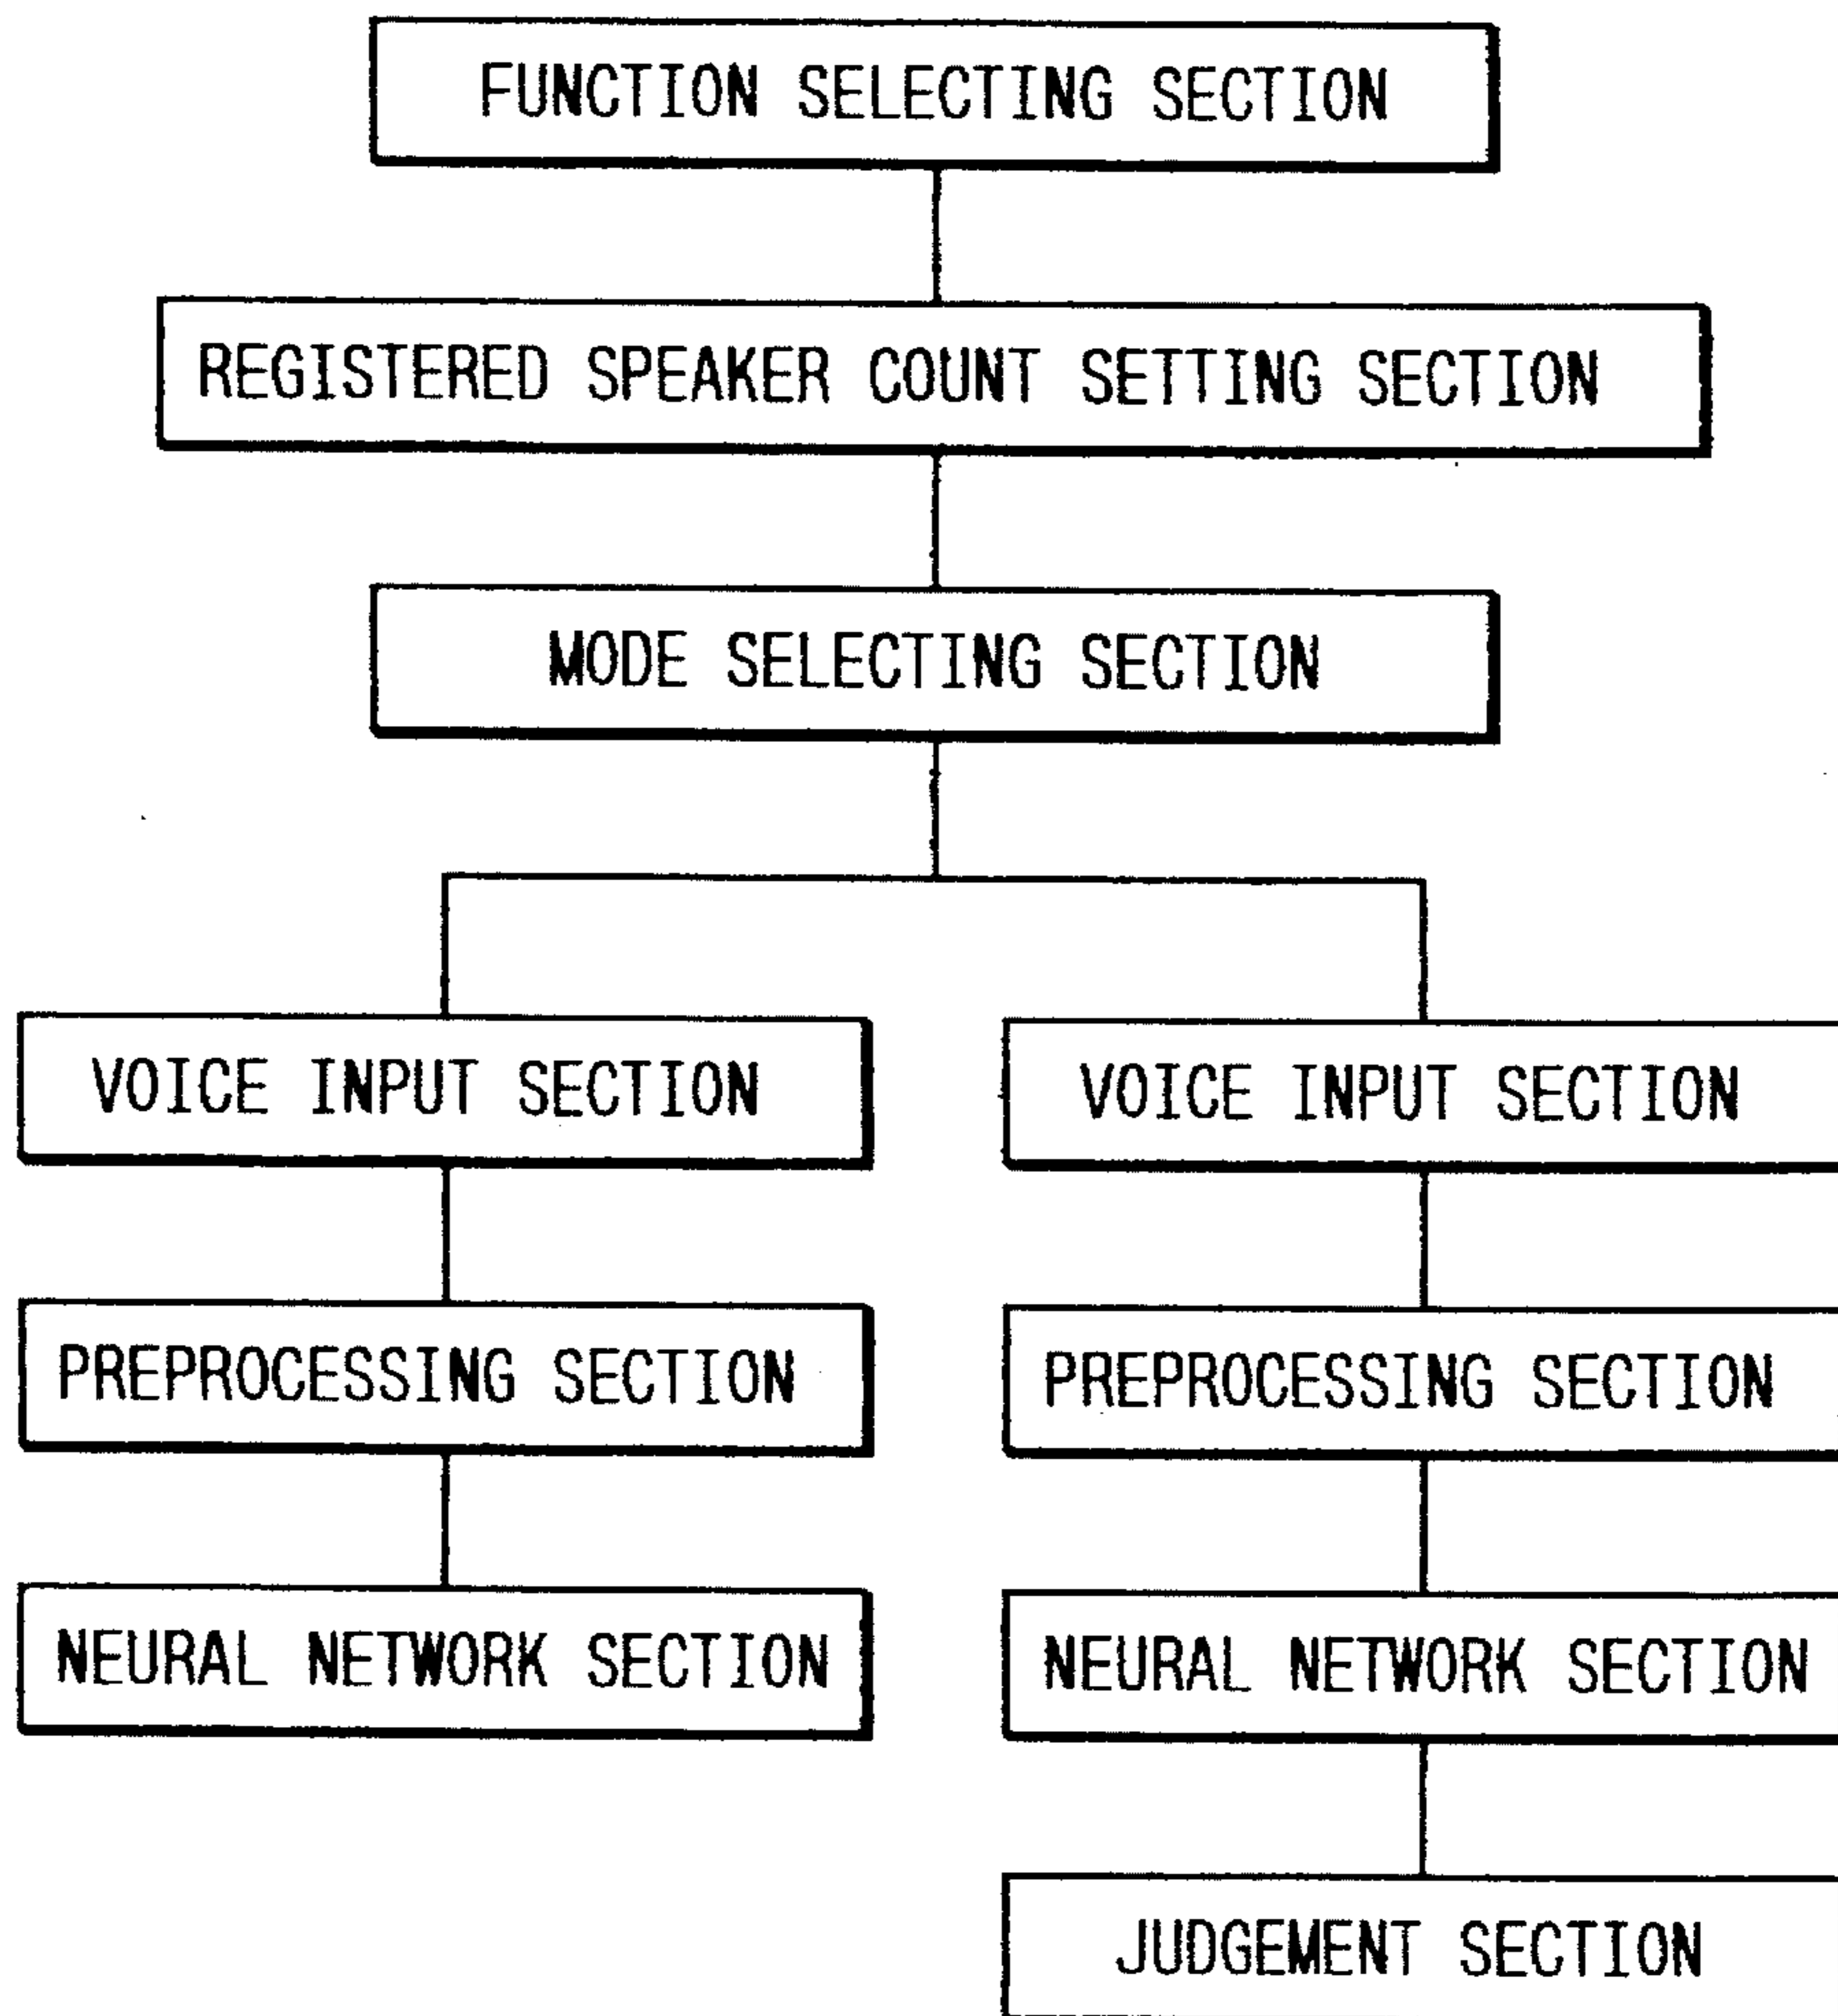 FUNCTION SELECTING SECTION
REGISTERED SPEAKER COUNT SETTING SECTION
MODE SELECTING SECTION
VOICE INPUT SECTION
VOICE INPUT SECTION
PREPROCESSING SECTION
PREPROCESSING SECTION
NEURAL NETWORK SECTION
NEURAL NETWORK SECTION
JUDGEMENT SECTION